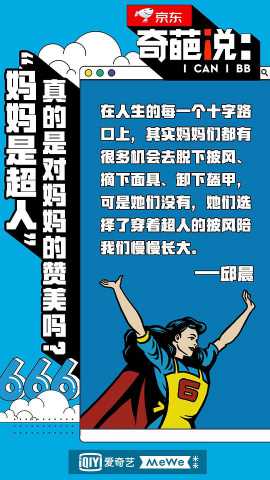 京东
奇葩说:
I CAN I BB
“妈妈是超人”
真的是对妈妈的赞美吗?
在人生的每一个十字路
口上，其实妈妈们都有
很多机会去脱下披风、
摘下面具、卸下盔甲，
可是她们没有，她们选
择了穿着超人的披风陪
我们慢慢长大。
——邱晨
666
6
iQIY 爱奇艺 MeWe 米未